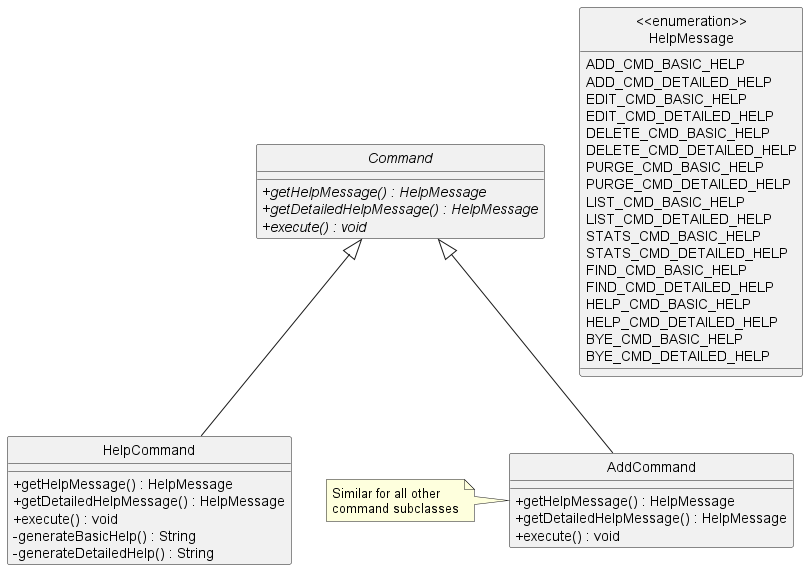 <<enumeration>>
HelpMessage
ADD_CMD_BASIC_HELP
ADD_CMD_DETAILED_HELP
EDIT_CMD_BASIC_HELP
EDIT_CMD_DETAILED_HELP
DELETE_CMD_BASIC_HELP
DELETE_CMD_DETAILED_HELP
PURGE_CMD_BASIC_HELP
PURGE_CMD_DETAILED_HELP
LIST_CMD_BASIC_HELP
LIST_CMD_DETAILED_HELP
STATS_CMD_BASIC_HELP
STATS_CMD_DETAILED_HELP
FIND_CMD_BASIC_HELP
FIND_CMD_DETAILED_HELP
HELP_CMD_BASIC_HELP
HELP_CMD_DETAILED_HELP
BYE_CMD_BASIC_HELP
BYE_CMD_DETAILED_HELP
Command
+getHelpMessage() : HelpMessage
+getDetailedHelpMessage() : HelpMessage
+execute() : void
HelpCommand
+getHelpMessage() : HelpMessage
+getDetailedHelpMessage() : HelpMessage
+execute() : void
-generateBasicHelp() : String
-generateDetailedHelp() : String
Similar for all other
command subclasses
AddCommand
+getHelpMessage() : HelpMessage
+getDetailedHelpMessage() : HelpMessage
+execute() : void